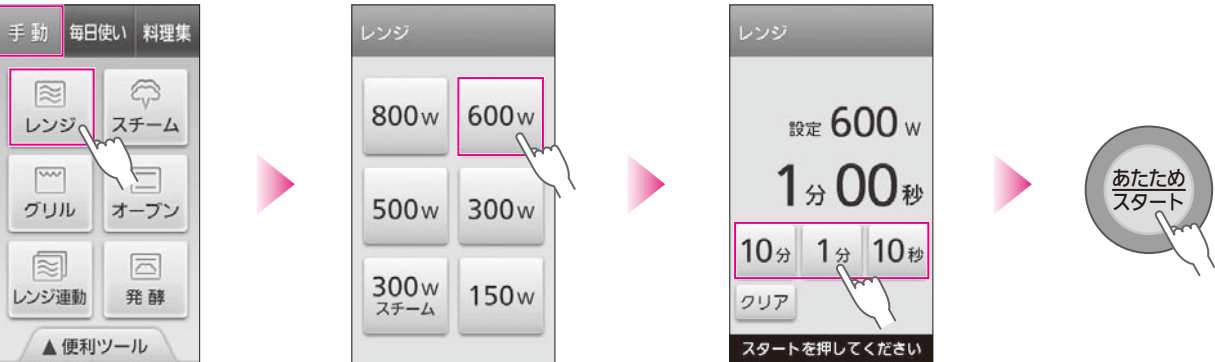 手動 毎日使い 料理集
レンジ スチーム
グリル オーブン
レンジ連動 発酵
▲便利ツール
レンジ
800W 600W
500W 300W
300W
スチーム
150W
レンジ
設定 600 W
1分00秒
10分 1分 10秒
クリア
スタートを押してください
あたため
スタート